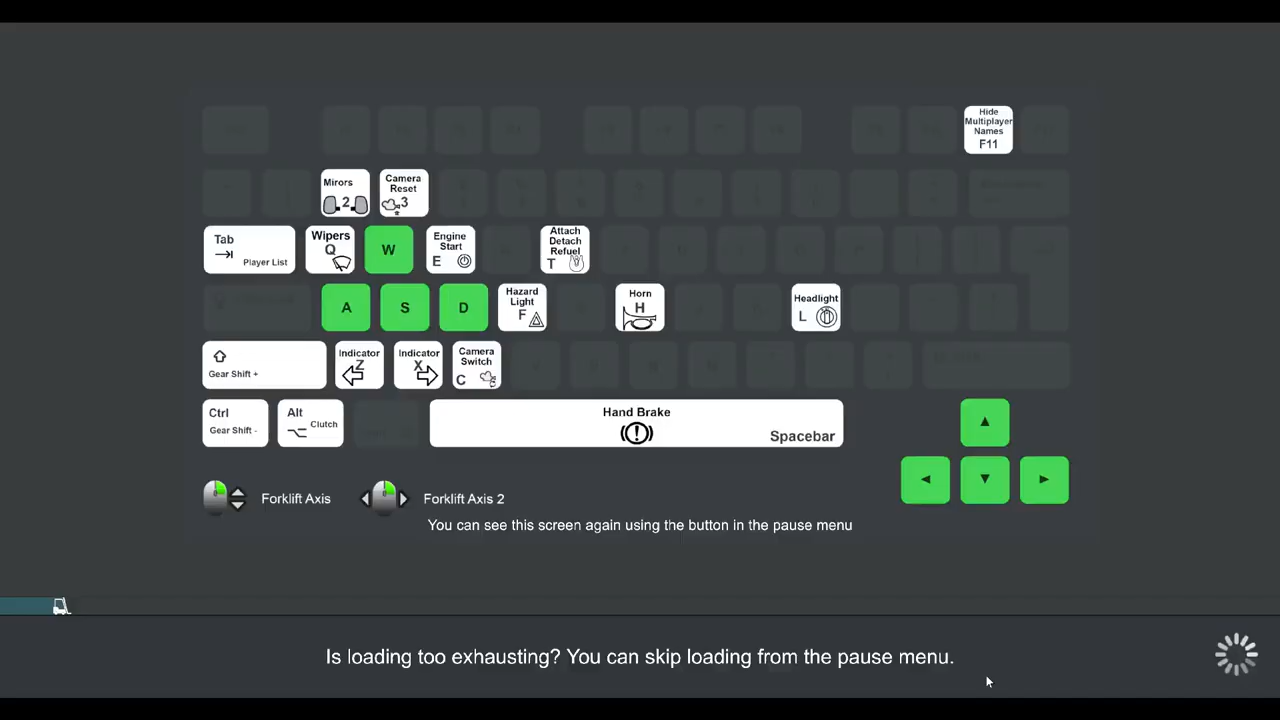 Hide
Multiplayer
Names
F11
Mirors
2
Camera
Reset
3
Tab
Player List
Wipers
Q
W
Engine
Start
E
Attach
Detach
Refuel
T
A
S
D
Hazard
Light
F
Horn
H
Headlight
L
Gear Shift +
Indicator
Z
Indicator
X
Camera
Switch
C
Ctrl
Gear Shift -
Alt
Clutch
Hand Brake
Spacebar
Forklift Axis
Forklift Axis 2
You can see this screen again using the button in the pause menu
Is loading too exhausting? You can skip loading from the pause menu.